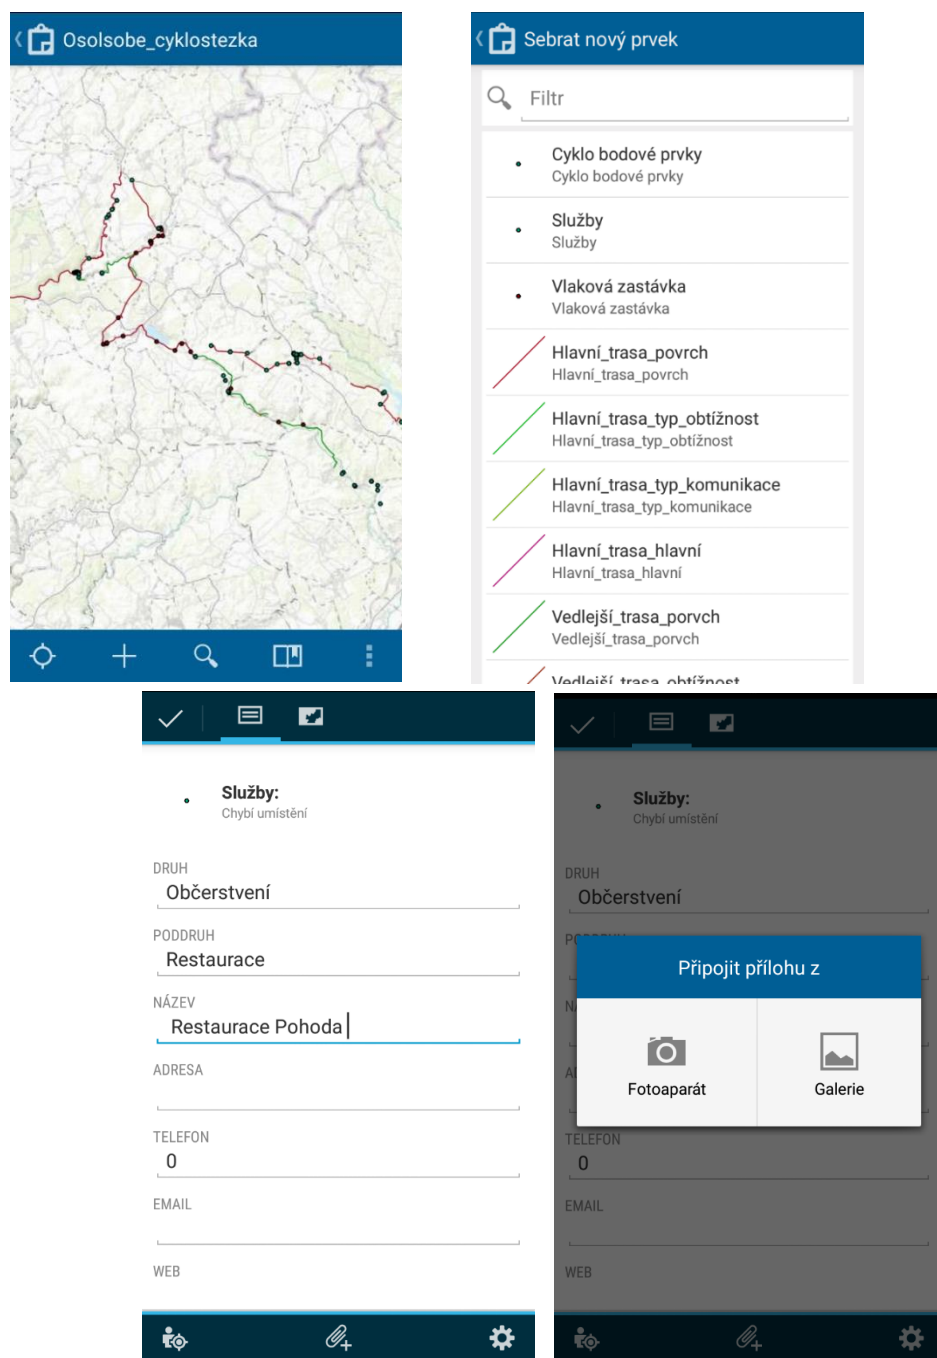 Osolsobe_cyklostezka
Sebrat nový prvek
Filtr
Cyklo bodové prvky
Cyklo bodové prvky
Služby
Služby
Vlaková zastávka
Vlaková zastávka
Hlavní_trasa_povrch
Hlavní_trasa_povrch
Hlavní_trasa_typ_obtížnost
Hlavní_trasa_typ_obtížnost
Hlavní_trasa_typ_komunikace
Hlavní_trasa_typ_komunikace
Hlavní_trasa_hlavní
Hlavní_trasa_hlavní
Vedlejší_trasa_porvch
Vedlejší_trasa_porvch
Vedlejší_trasa_obtížnost
Služby:
Chybí umístění
DRUH
Občerstvení
PODDRUH
Restaurace
NÁZEV
Restaurace Pohoda
ADRESA
TELEFON
0
EMAIL
WEB
Služby:
Chybí umístění
DRUH
Občerstvení
Připojit přílohu z
Fotoaparát
Galerie
TELEFON
0
EMAIL
WEB